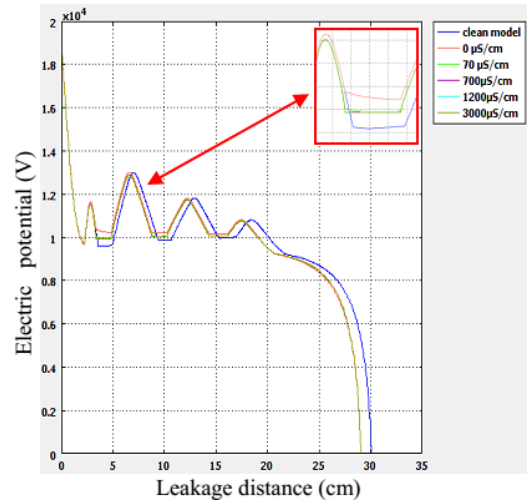 x10⁴
2
1.8
1.6
1.4
1.2
1
0.8
0.6
0.4
0.2
0
0 5 10 15 20 25 30 35
Electric potential (V)
Leakage distance (cm)
clean model
0 µS/cm
70 µS/cm
700µS/cm
1200µS/cm
3000µS/cm